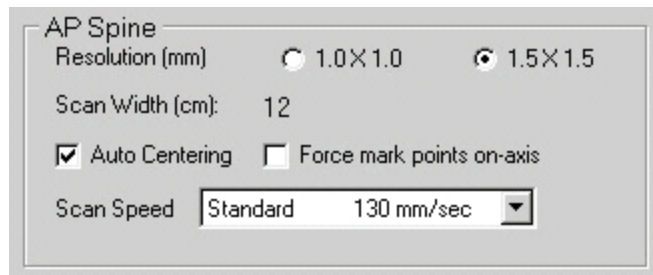 AP Spine
Resolution (mm) 1.0X1.0 1.5X1.5
Scan Width (cm): 12
Auto Centering Force mark points on-axis
Scan Speed Standard 130 mm/sec